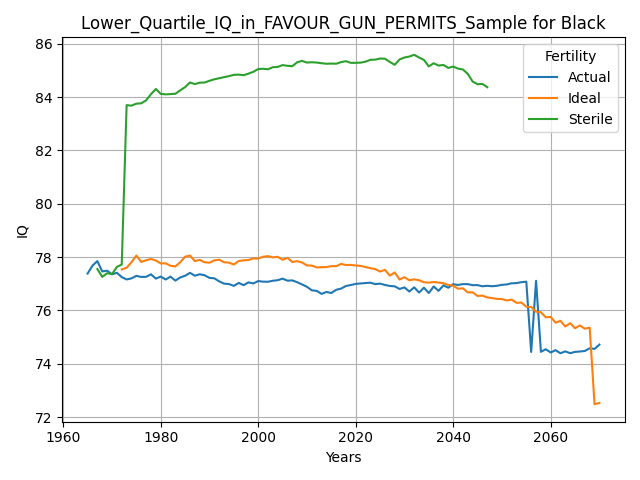 Lower_Quartile_IQ_in_FAVOUR_GUN_PERMITS_Sample for Black
Fertility
Actual
Ideal
Sterile
86
84
82
80
78
76
74
72
IQ
1960
1980
2000
2020
2040
2060
Years